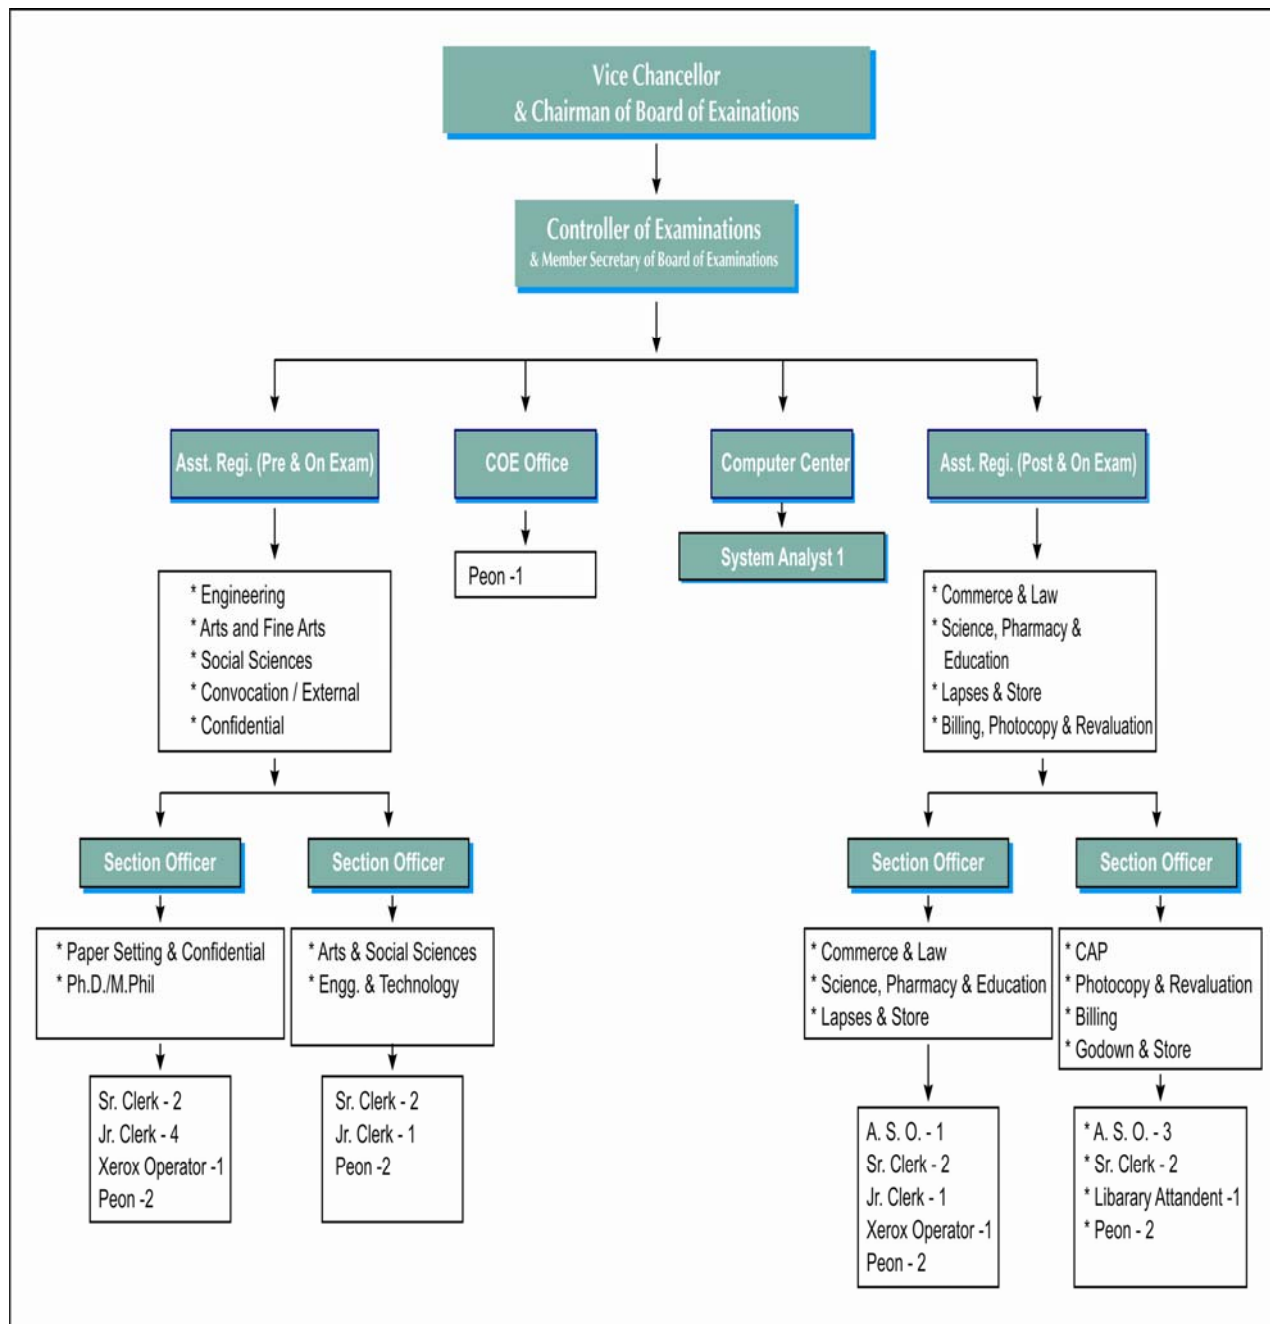 Vice Chancellor
& Chairman of Board of Exainations
Controller of Examinations
& Member Secretary of Board of Examinations
Asst. Regi. (Pre & On Exam)
COE Office
Computer Center
Asst. Regi. (Post & On Exam)
Peon -1
System Analyst 1
* Engineering
* Arts and Fine Arts
* Social Sciences
* Convocation / External
* Confidential
* Commerce & Law
* Science, Pharmacy &
Education
* Lapses & Store
* Billing, Photocopy & Revaluation
Section Officer
Section Officer
Section Officer
Section Officer
* Paper Setting & Confidential
* Ph.D./M.Phil
* Arts & Social Sciences
* Engg. & Technology
* Commerce & Law
* Science, Pharmacy & Education
* Lapses & Store
* CAP
* Photocopy & Revaluation
* Billing
* Godown & Store
Sr. Clerk - 2
Jr. Clerk - 4
Xerox Operator -1
Peon -2
Sr. Clerk - 2
Jr. Clerk - 1
Peon -2
A. S. O. - 1
Sr. Clerk - 2
Jr. Clerk - 1
Xerox Operator -1
Peon - 2
* A. S. O. - 3
* Sr. Clerk - 2
* Libarary Attandent -1
* Peon - 2